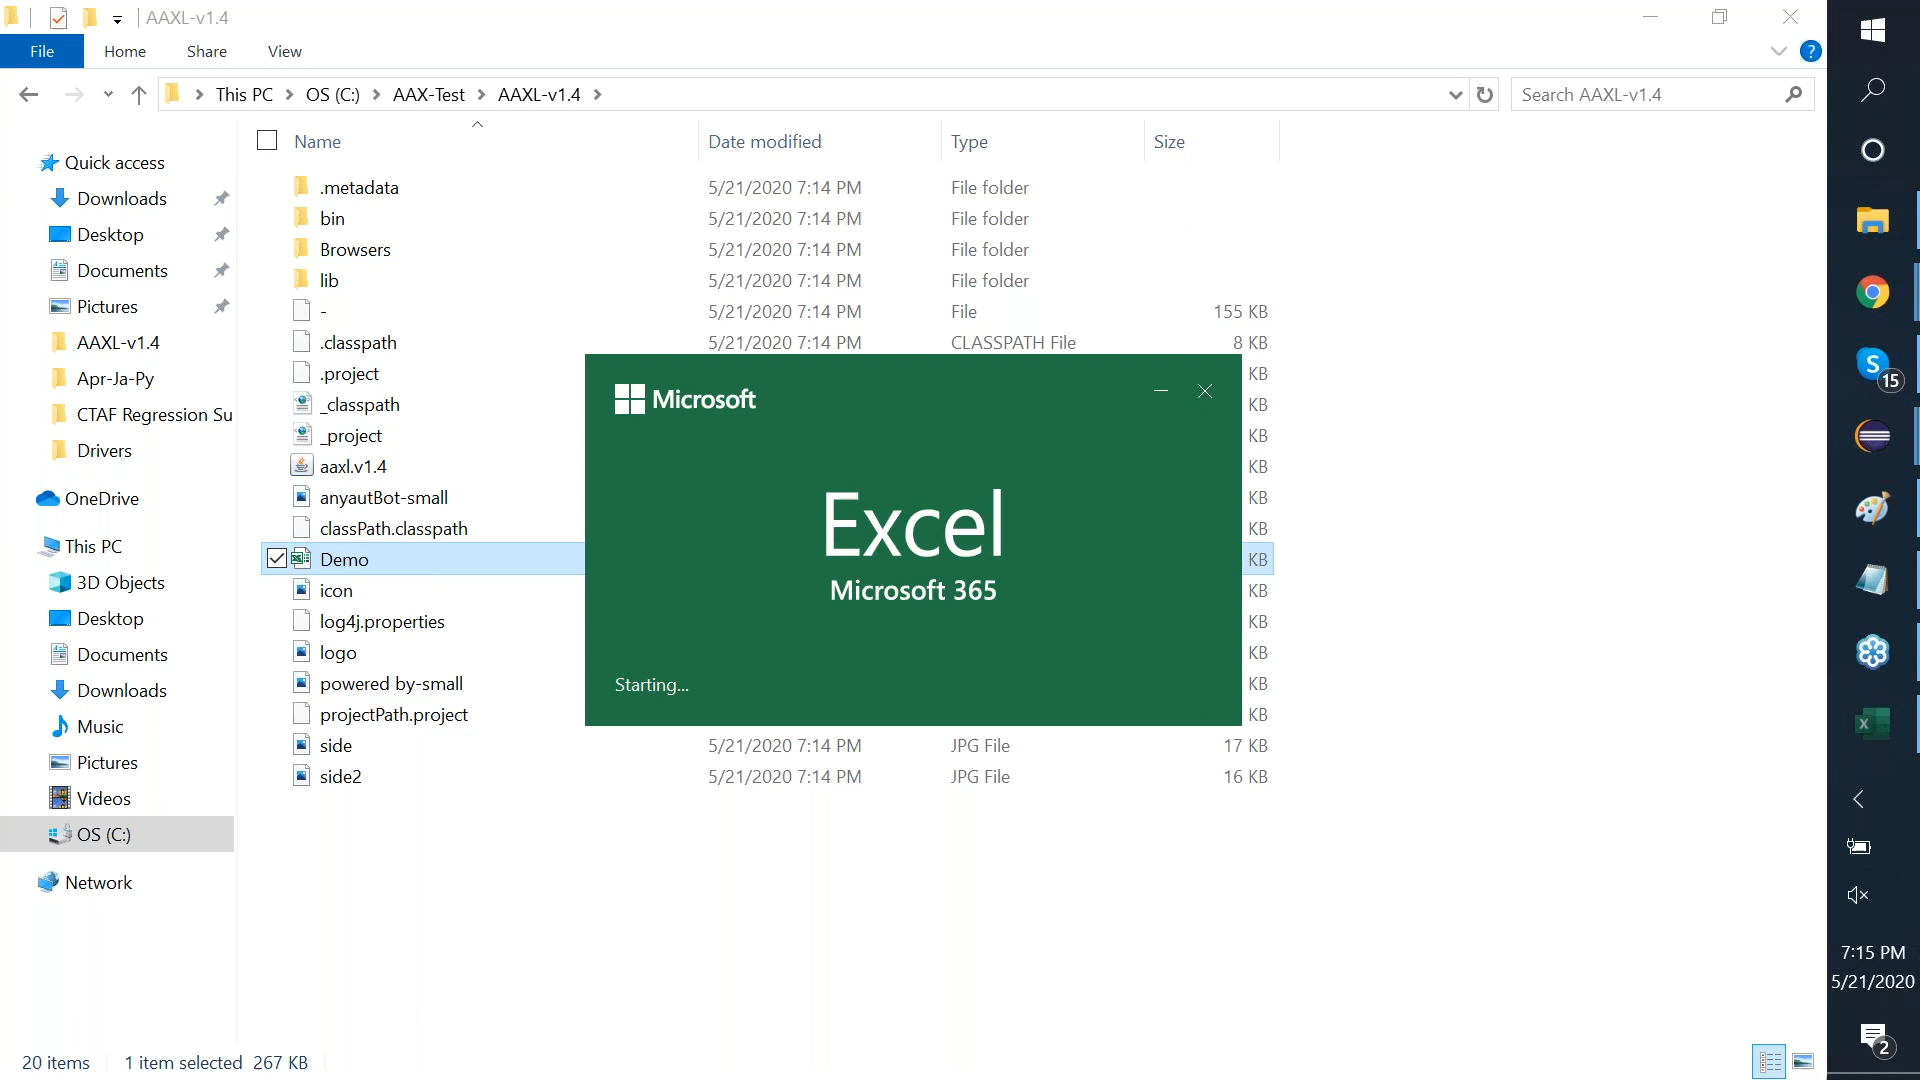 AAXL-v1.4
File Home Share View ?
This PC OS (C:) AAX-Test AAXL-v1.4 Search AAXL-v1.4
Name Date modified Type Size
Quick access
Downloads
Desktop
Documents
Pictures
AAXL-v1.4
Apr-Ja-Py
CTAF Regression Su
Drivers
OneDrive
This PC
3D Objects
Desktop
Documents
Downloads
Music
Pictures
Videos
OS (C:)
Network
.metadata 5/21/2020 7:14 PM File folder
bin 5/21/2020 7:14 PM File folder
Browsers 5/21/2020 7:14 PM File folder
lib 5/21/2020 7:14 PM File folder
- 5/21/2020 7:14 PM File 155 KB
.classpath 5/21/2020 7:14 PM CLASSPATH File 8 KB
.project KB
_classpath KB
_project KB
aaxl.v1.4 KB
anyautBot-small KB
classPath.classpath KB
Demo KB
icon KB
log4j.properties KB
logo KB
powered by-small KB
projectPath.project KB
side 5/21/2020 7:14 PM JPG File 17 KB
side2 5/21/2020 7:14 PM JPG File 16 KB
Microsoft
Excel
Microsoft 365
Starting...
S
15
X
7:15 PM
5/21/2020
2
20 items 1 item selected 267 KB